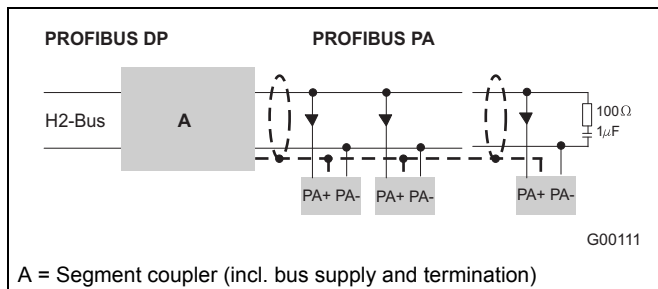 PROFIBUS DP PROFIBUS PA
H2-Bus A
100Ω
1µF
PA+ PA- PA+ PA- PA+ PA-
G00111
A = Segment coupler (incl. bus supply and termination)